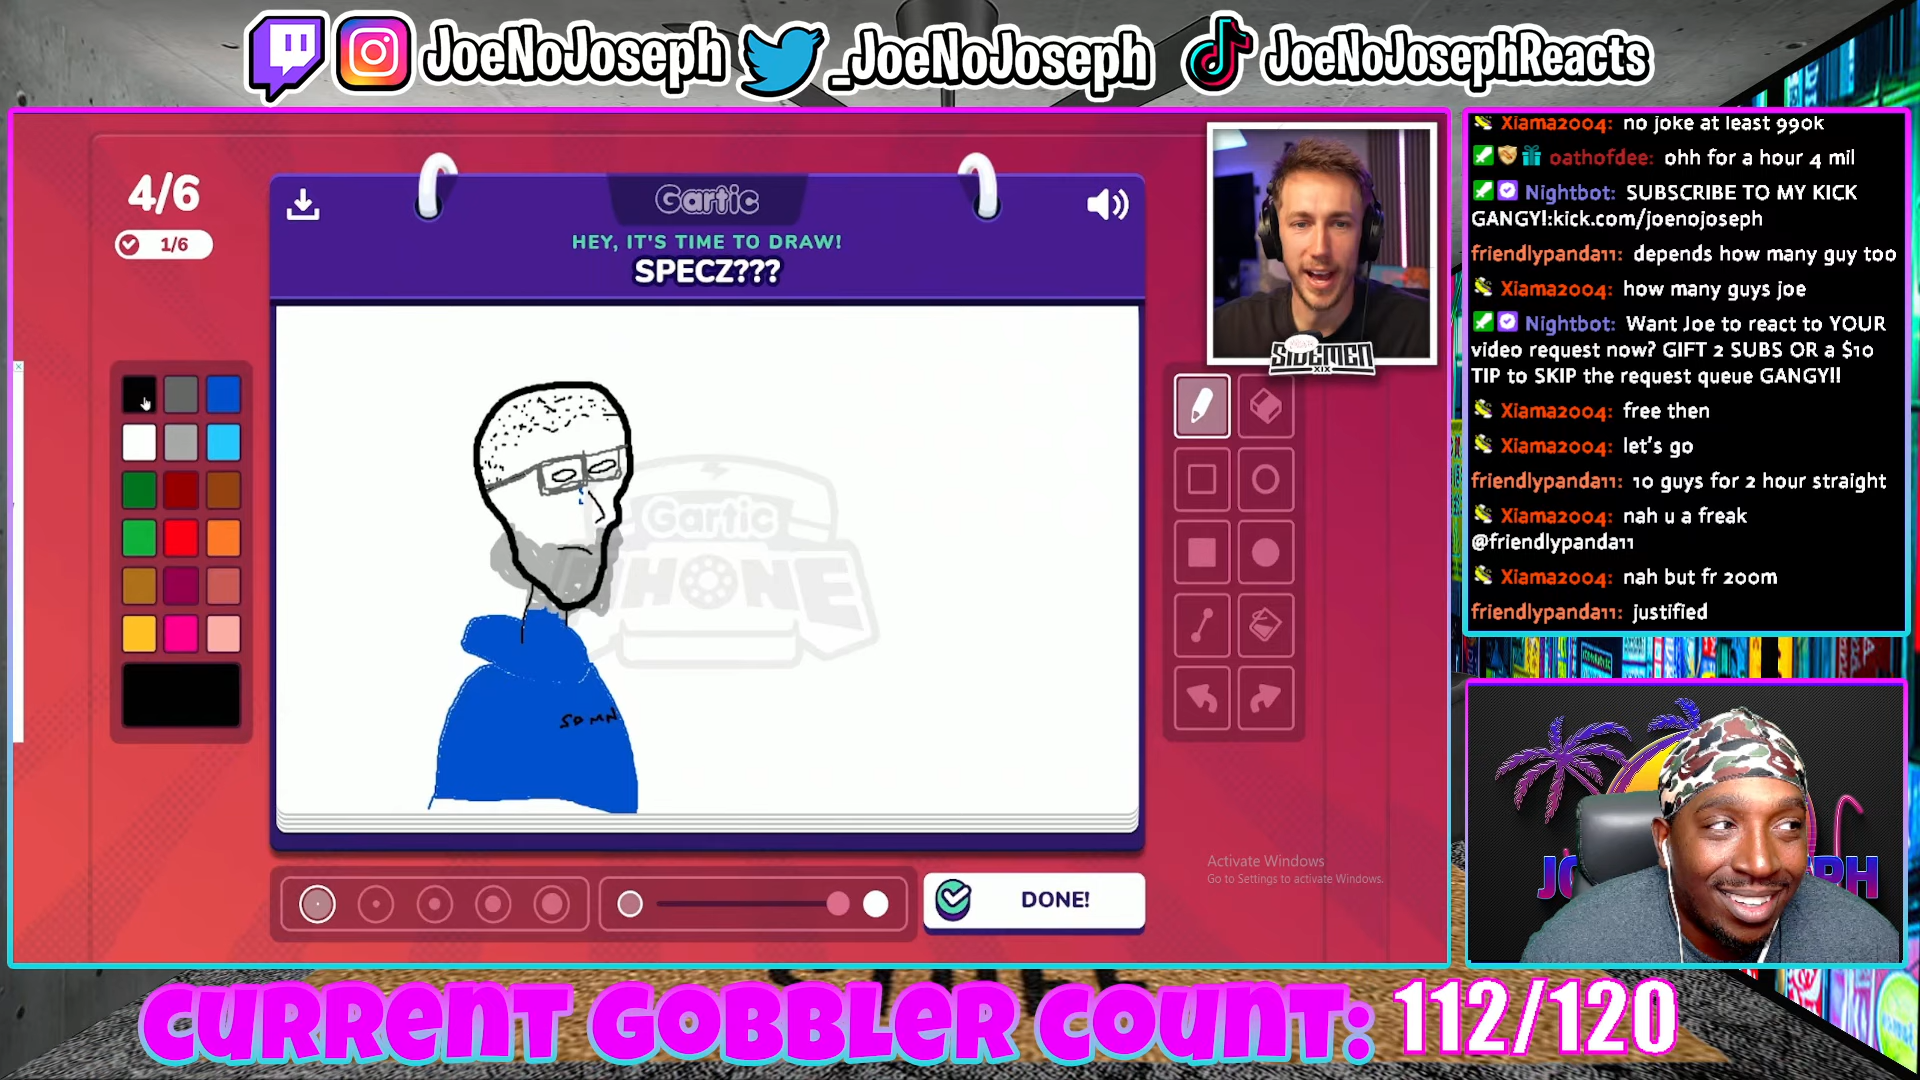 JoeNoJoseph _JoeNoJoseph JoeNoJosephReacts
4/6
1/6
Gartic
HEY, IT'S TIME TO DRAW!
SPECZ???
SIDEMEN
XIX
Gartic
PHONE
SDMN
Activate Windows
Go to Settings to activate Windows.
DONE!
Xiama2004: no joke at least 990k
oathofdee: ohh for a hour 4 mil
Nightbot: SUBSCRIBE TO MY KICK
GANGY!:kick.com/joenojoseph
friendlypanda11: depends how many guy too
Xiama2004: how many guys joe
Nightbot: Want Joe to react to YOUR
video request now? GIFT 2 SUBS OR a $10
TIP to SKIP the request queue GANGY!!
Xiama2004: free then
Xiama2004: let's go
friendlypanda11: 10 guys for 2 hour straight
Xiama2004: nah u a freak
@friendlypanda11
Xiama2004: nah but fr 200m
friendlypanda11: justified
CURRENT GOBBLER COUNT: 112/120